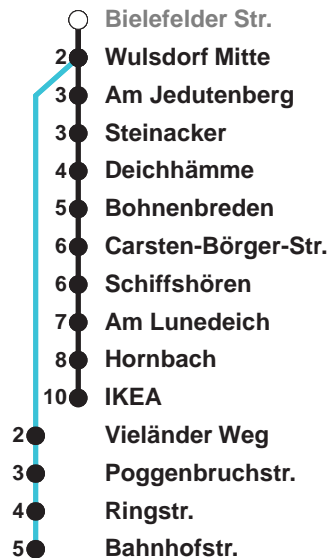 Bielefelder Str.
2 Wulsdorf Mitte
3 Am Jedutenberg
3 Steinacker
4 Deichhämme
5 Bohnenbreden
6 Carsten-Börger-Str.
6 Schiffshören
7 Am Lunedeich
8 Hornbach
10 IKEA
2 Vieländer Weg
3 Poggenbruchstr.
4 Ringstr.
5 Bahnhofstr.